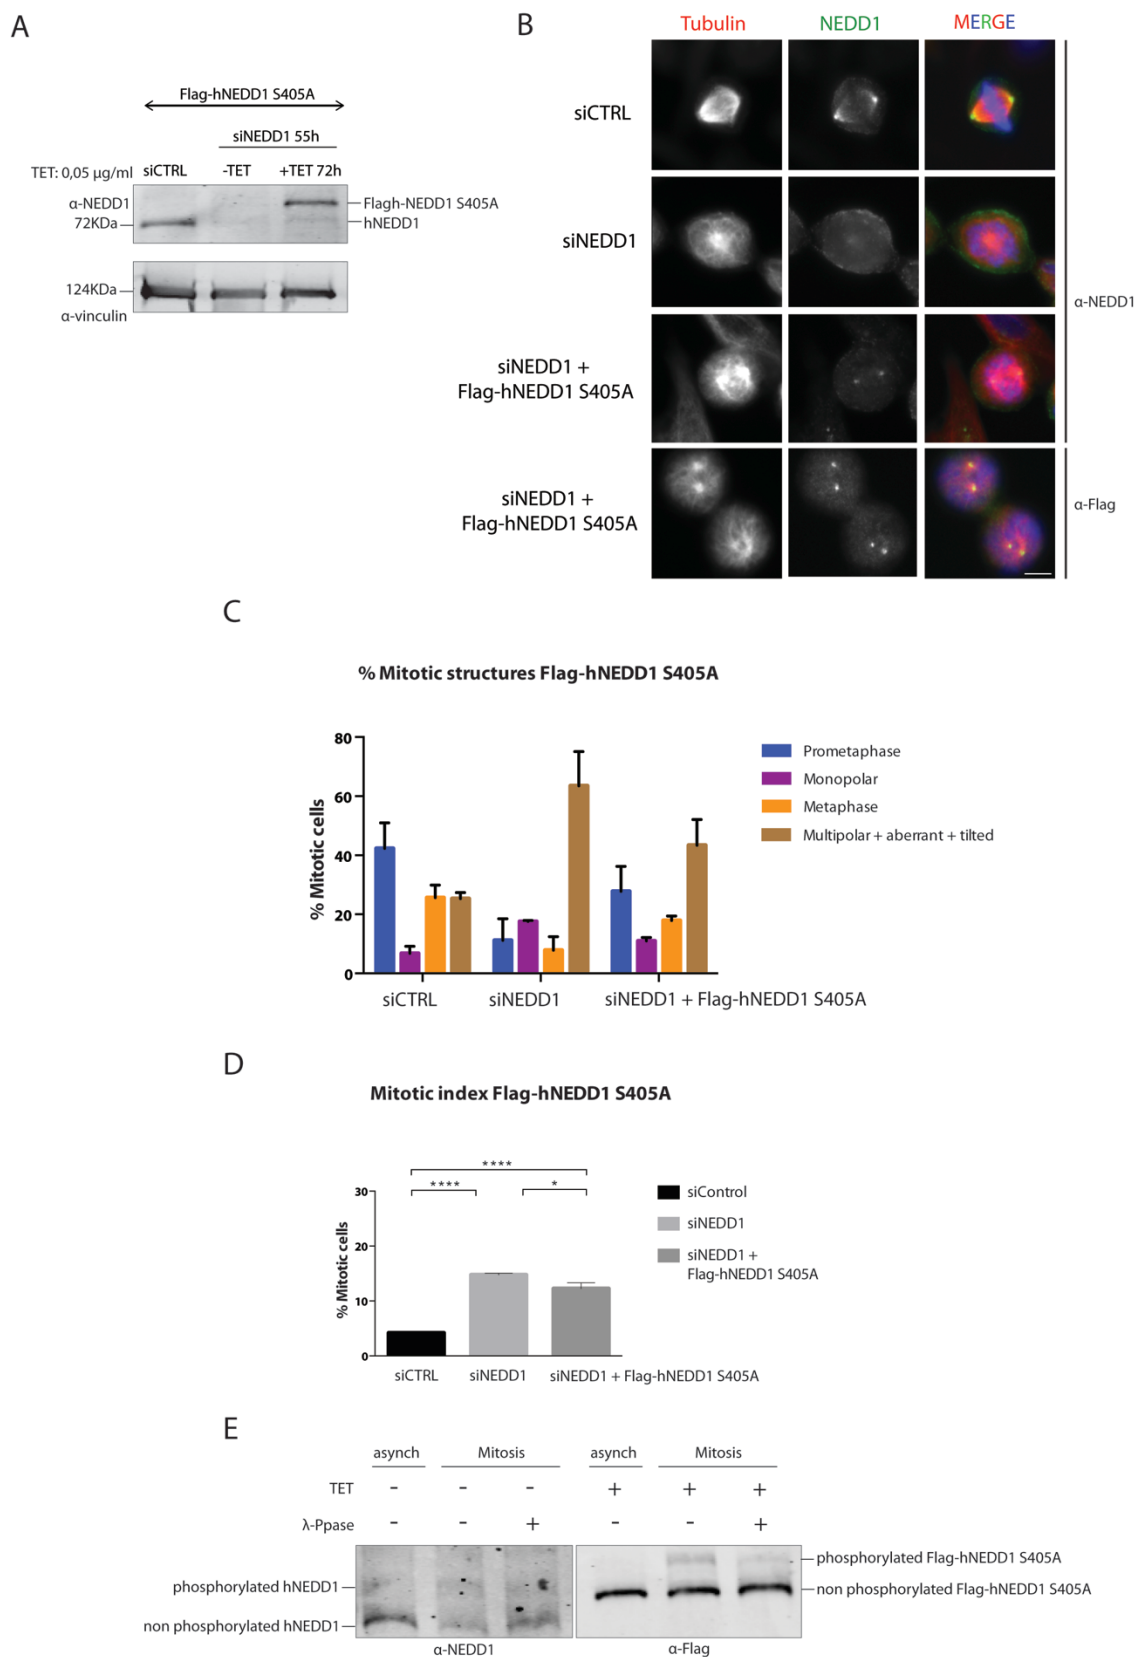 A
Flag-hNEDD1 S405A
siNEDD1 55h
TET: 0,05 µg/ml siCTRL -TET +TET 72h
α-NEDD1
72KDa
Flagh-NEDD1 S405A
hNEDD1
124KDa
α-vinculin
B
Tubulin NEDD1 MERGE
siCTRL
siNEDD1
siNEDD1 +
Flag-hNEDD1 S405A
siNEDD1 +
Flag-hNEDD1 S405A
α-NEDD1
α-Flag
C
% Mitotic structures Flag-hNEDD1 S405A
% Mitotic cells
80
60
40
20
0
siCTRL siNEDD1 siNEDD1 + Flag-hNEDD1 S405A
Prometaphase
Monopolar
Metaphase
Multipolar + aberrant + tilted
D
Mitotic index Flag-hNEDD1 S405A
% Mitotic cells
30
20
10
0
****
**** *
siCTRL siNEDD1 siNEDD1 + Flag-hNEDD1 S405A
siControl
siNEDD1
siNEDD1 +
Flag-hNEDD1 S405A
E
asynch Mitosis asynch Mitosis
TET - - - + + +
λ-Ppase - - + - - +
phosphorylated hNEDD1
non phosphorylated hNEDD1
phosphorylated Flag-hNEDD1 S405A
non phosphorylated Flag-hNEDD1 S405A
α-NEDD1 α-Flag